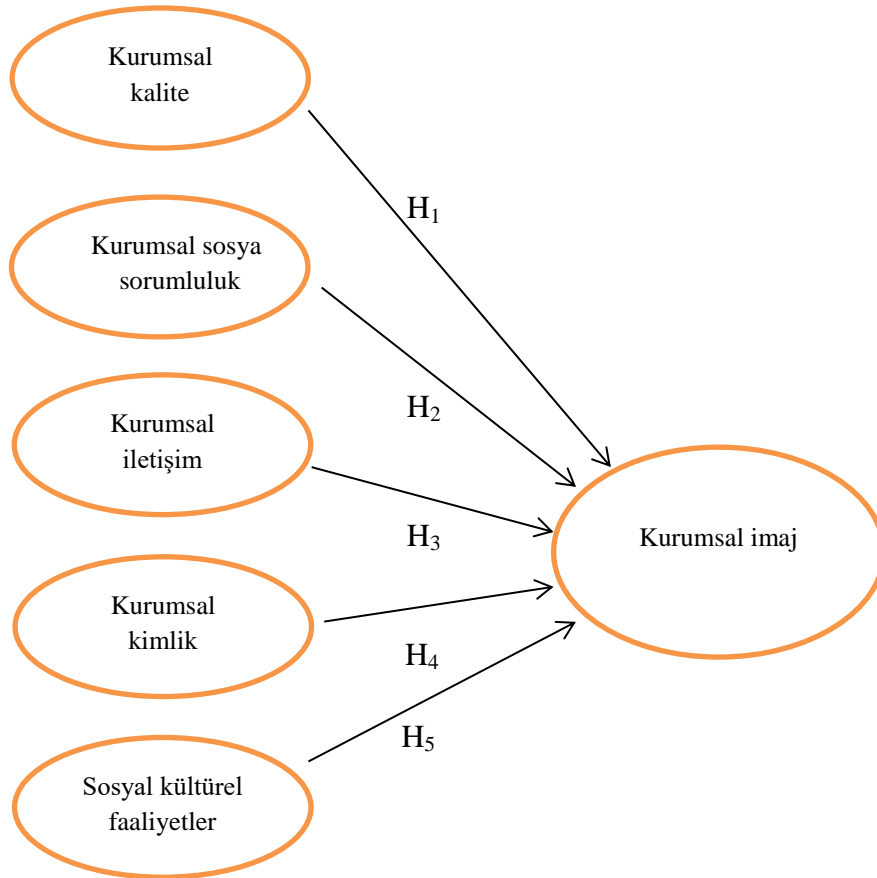 Kurumsal
kalite
H₁
Kurumsal sosya
sorumluluk
H₂
Kurumsal
iletişim
H₃
Kurumsal imaj
Kurumsal
kimlik
H₄
H₅
Sosyal kültürel
faaliyetler